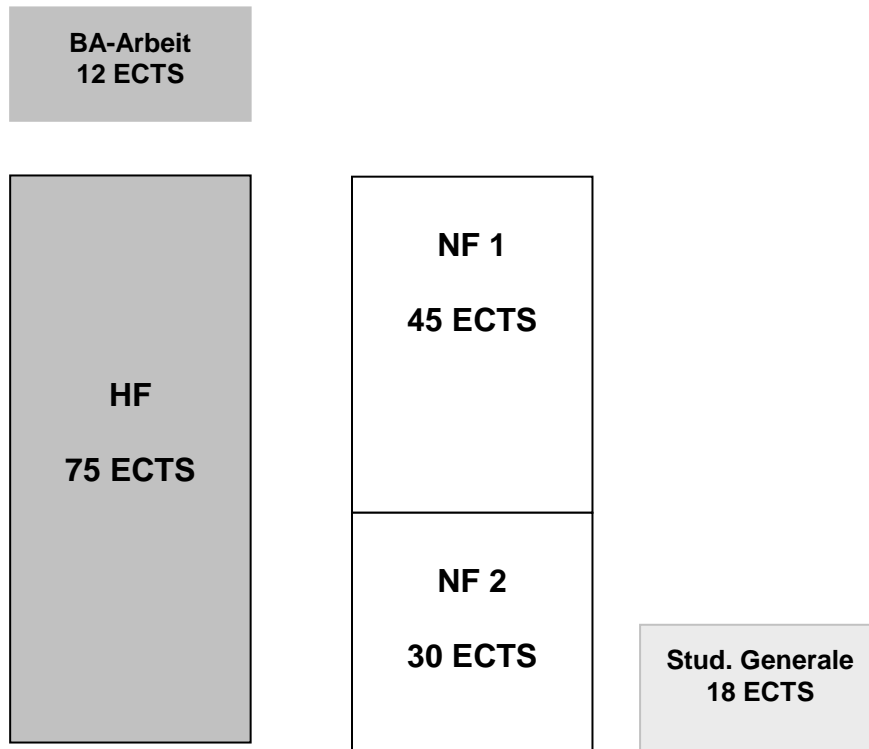 BA-Arbeit
12 ECTS
HF
75 ECTS
NF 1
45 ECTS
NF 2
30 ECTS
Stud. Generale
18 ECTS